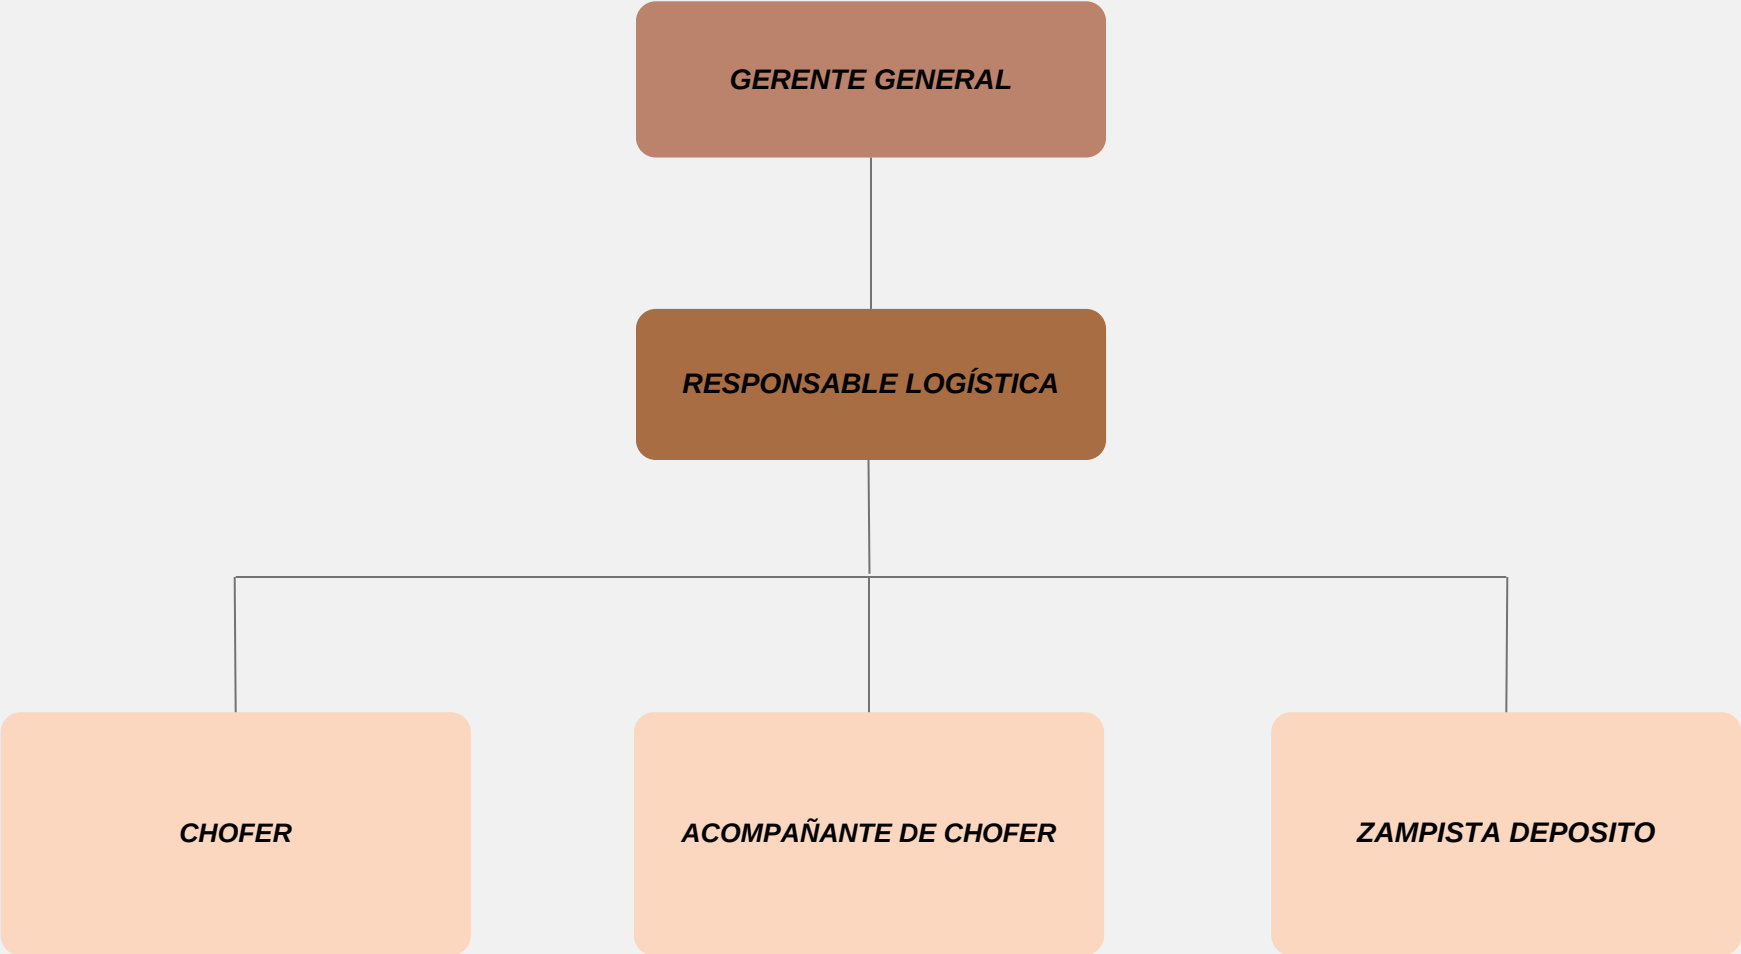 GERENTE GENERAL
RESPONSABLE LOGÍSTICA
CHOFER
ACOMPAÑANTE DE CHOFER
ZAMPISTA DEPOSITO